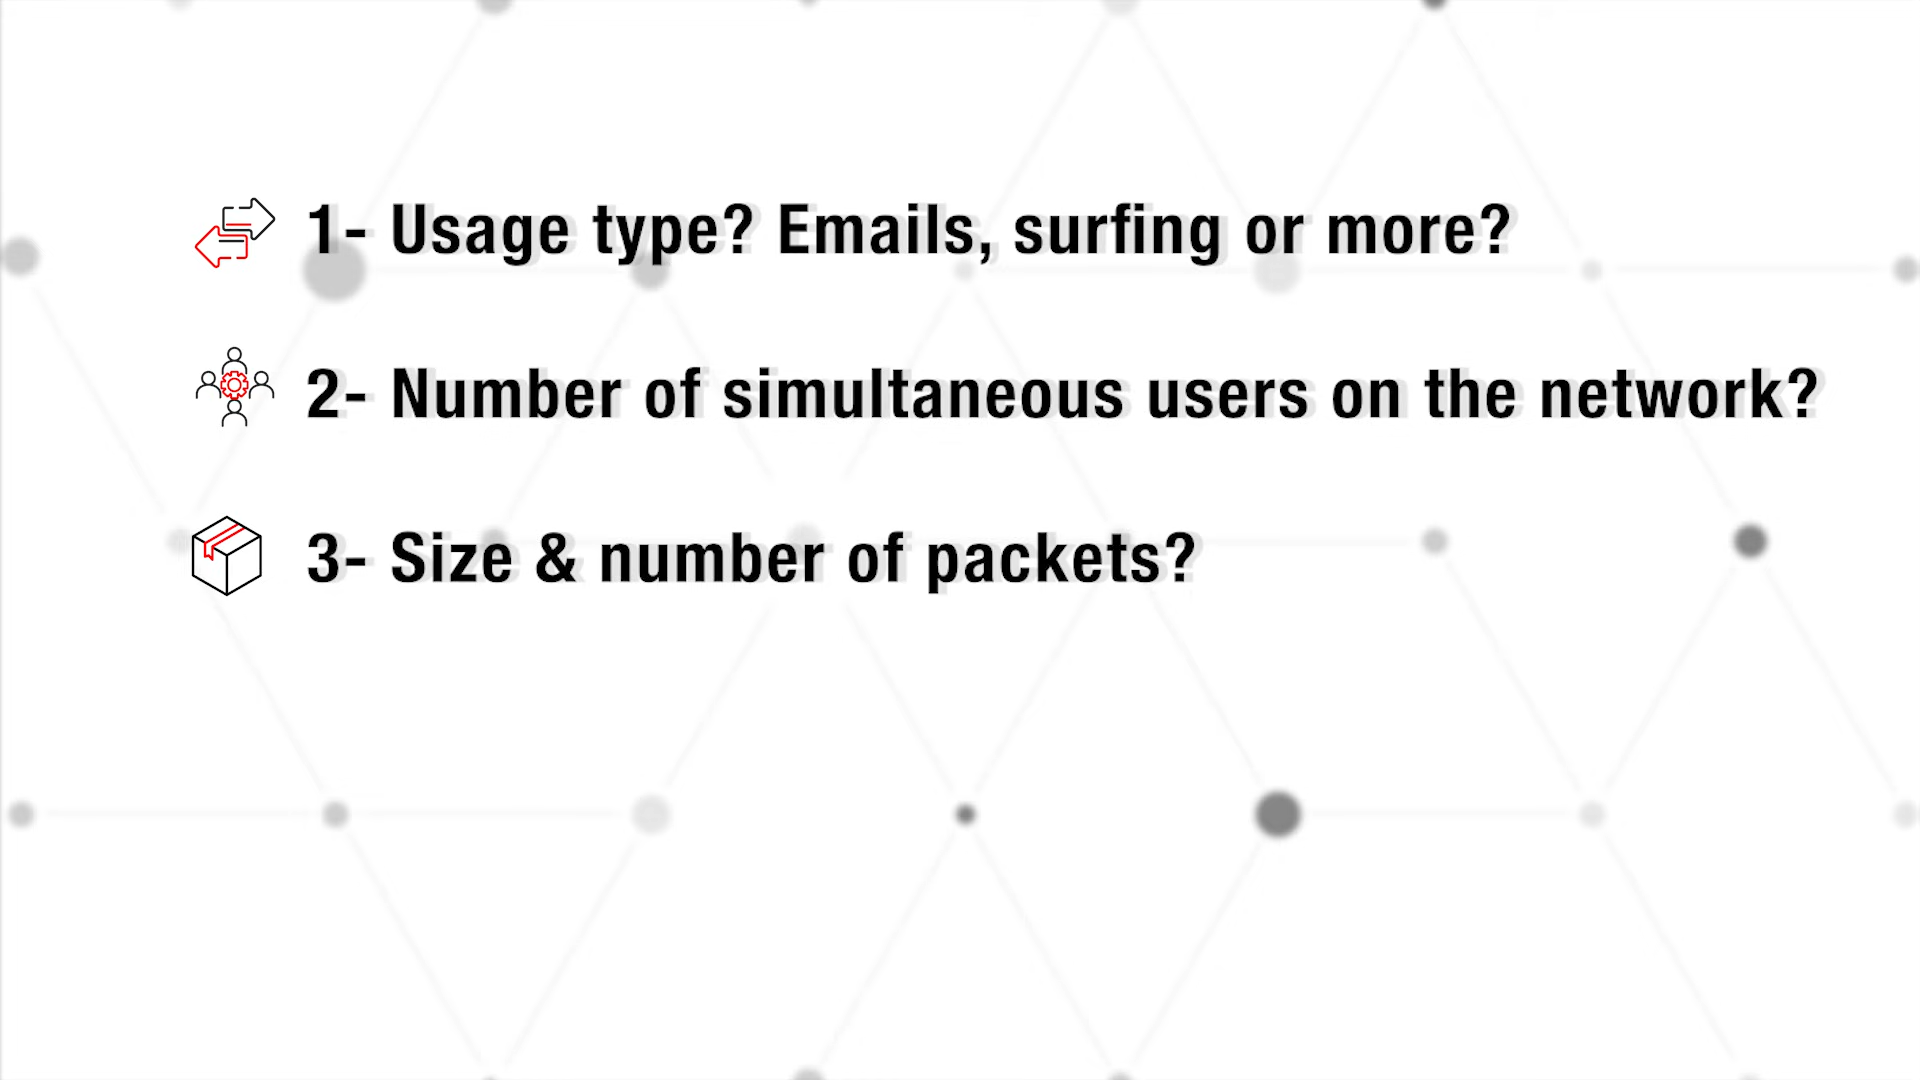 1- Usage type? Emails, surfing or more?
2- Number of simultaneous users on the network?
3- Size & number of packets?